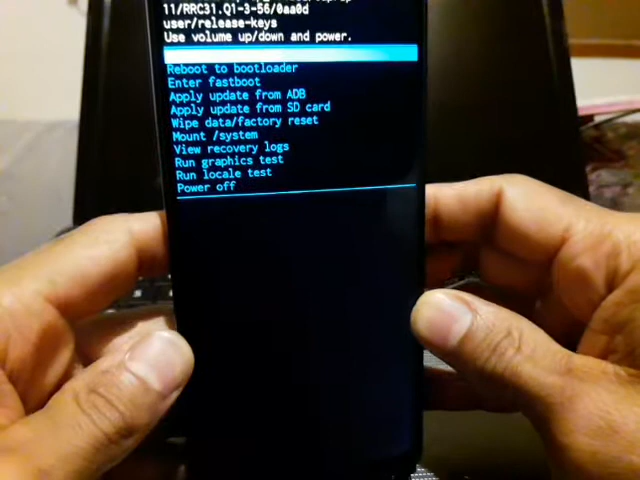 11/RRC31.Q1-3-56/0aa0d
user/release-keys
Use volume up/down and power.
Reboot to bootloader
Enter fastboot
Apply update from ADB
Apply update from SD card
Wipe data/factory reset
Mount /system
View recovery logs
Run graphics test
Run locale test
Power off